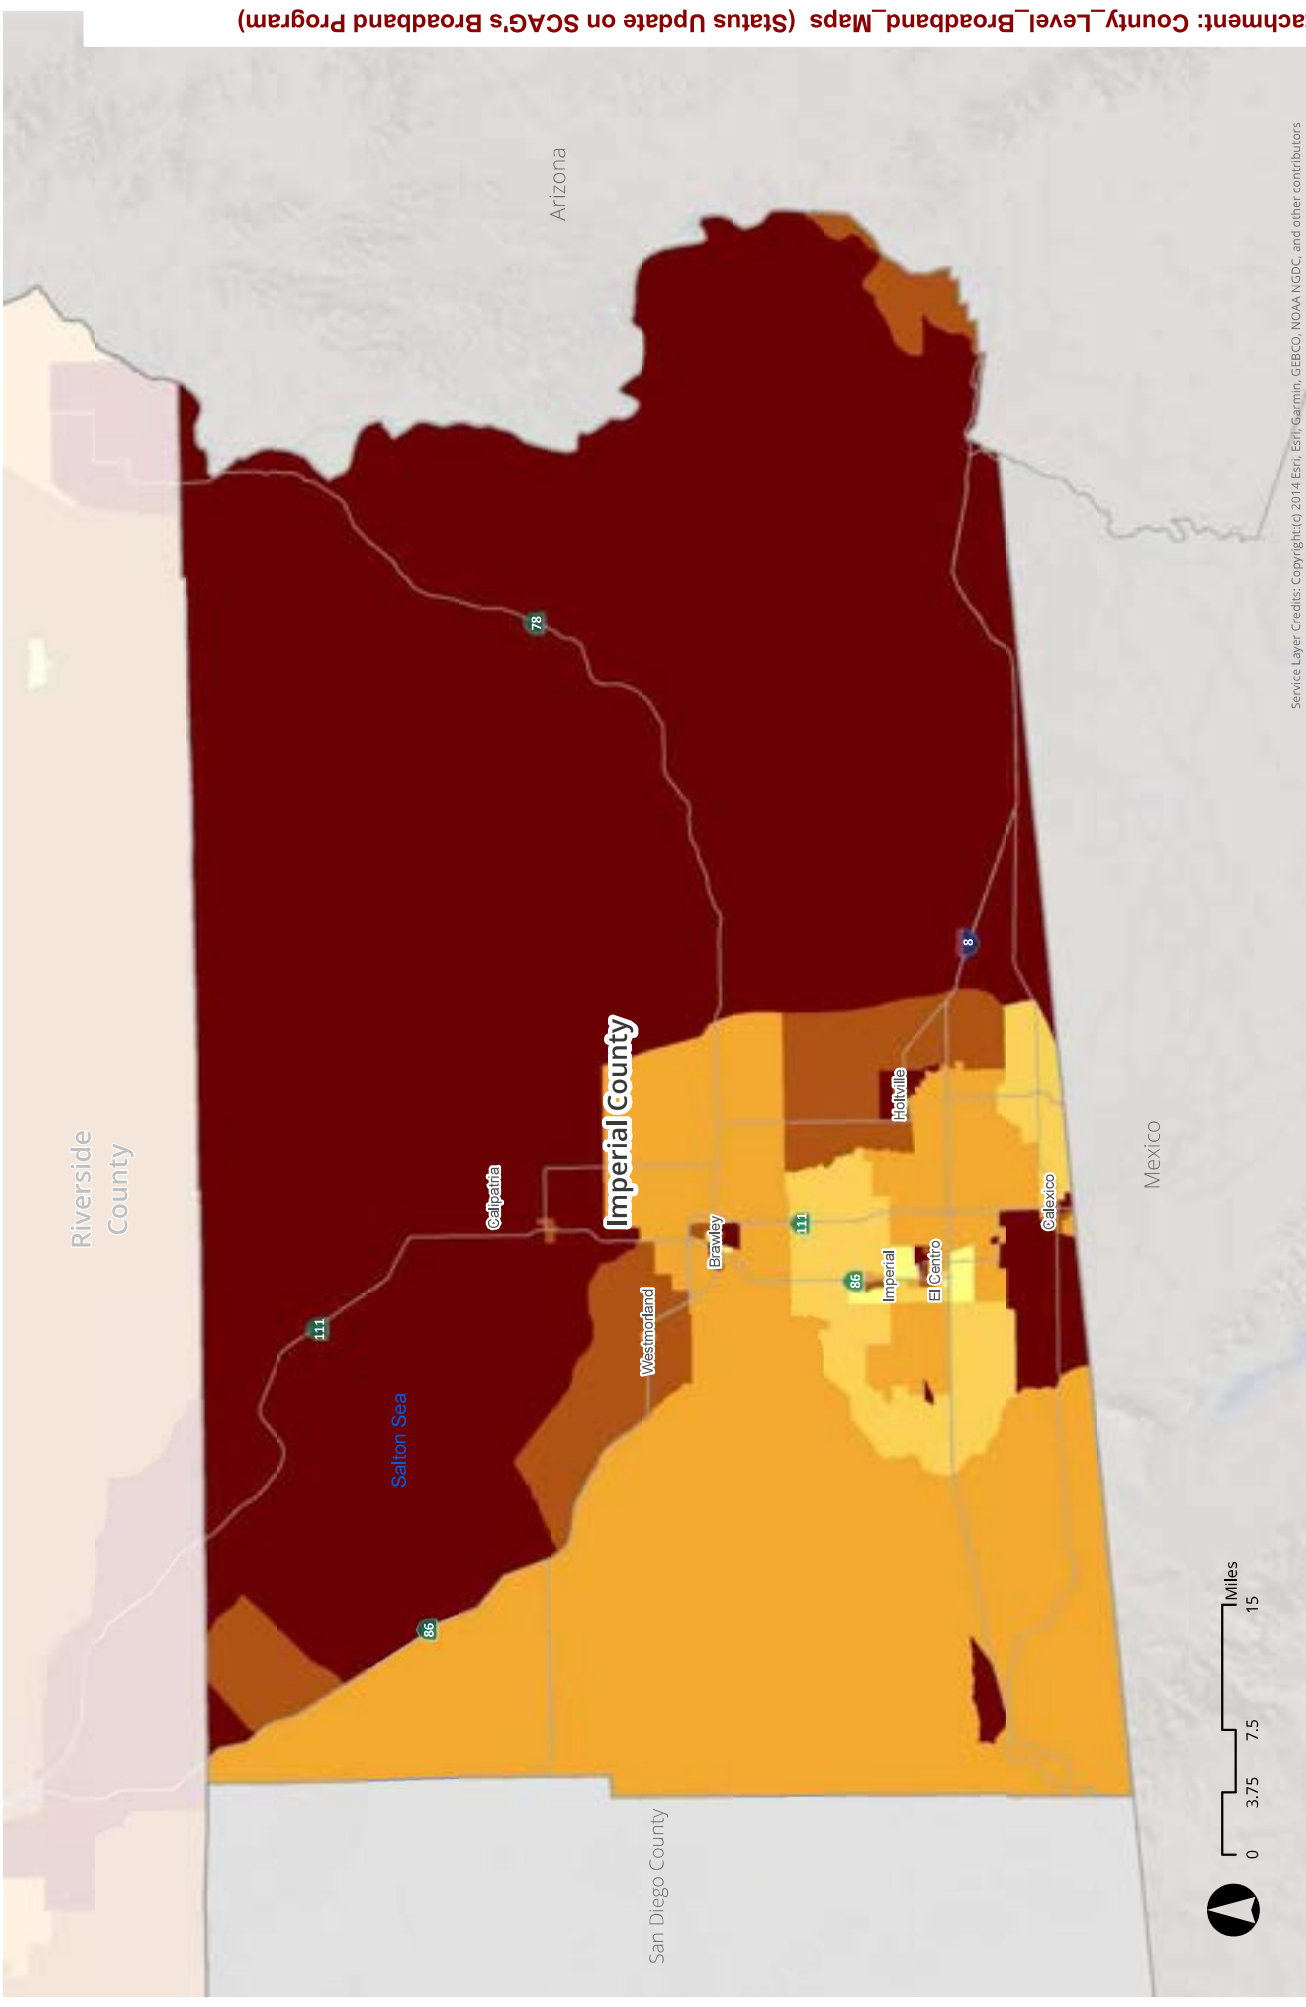 achment: County_Level_Broadband_Maps (Status Update on SCAG's Broadband Program)
Riverside
County
Arizona
78
111
Calipatria
Imperial County
Salton Sea
8
Westmorland
Brawley
Holtville
111
86
Imperial
El Centro
Calexico
86
San Diego County
Mexico
Miles
0 3.75 7.5 15
Service Layer Credits: Copyright:(c) 2014 Esri, Esri, Garmin, GEBCO, NOAA NGDC, and other contributors